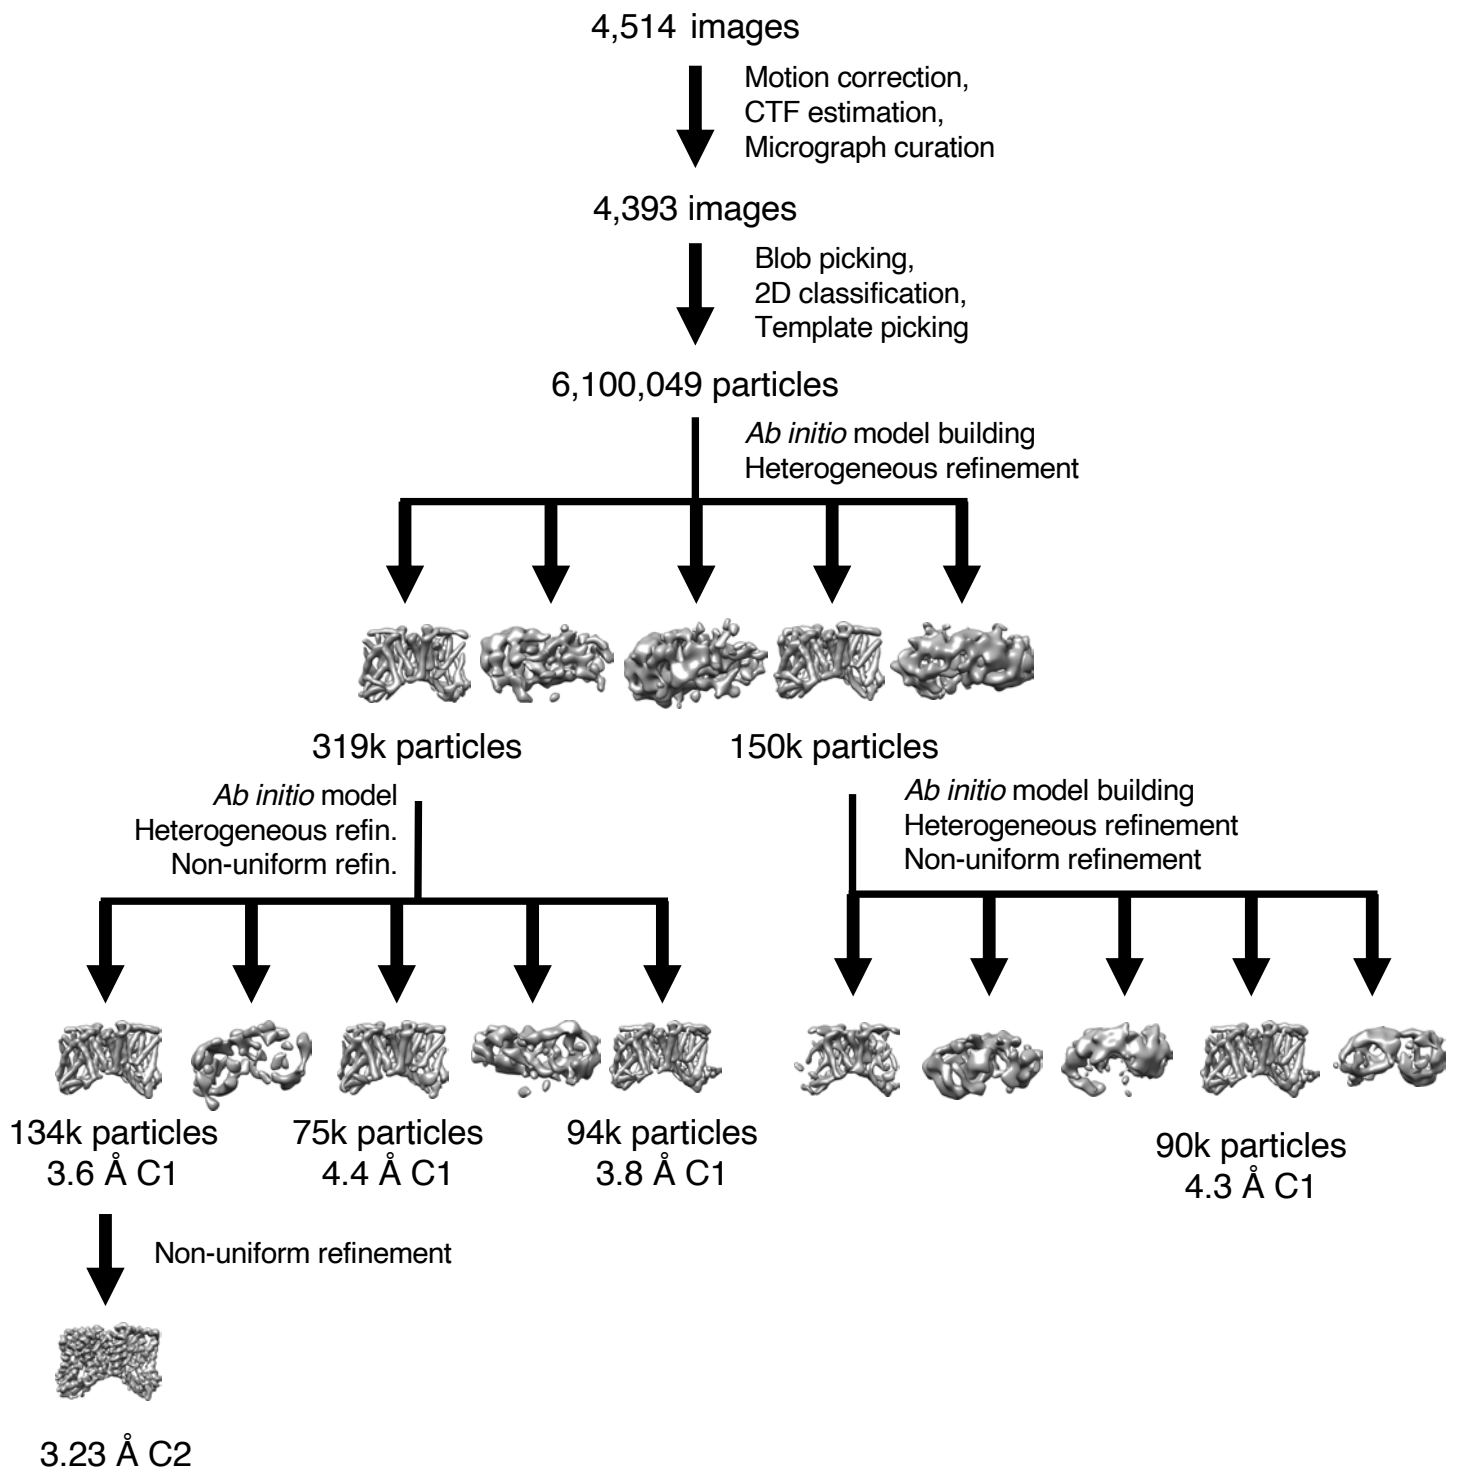 4,514 images
Motion correction,
CTF estimation,
Micrograph curation
4,393 images
Blob picking,
2D classification,
Template picking
6,100,049 particles
Ab initio model building
Heterogeneous refinement
319k particles
150k particles
Ab initio model
Heterogeneous refin.
Non-uniform refin.
Ab initio model building
Heterogeneous refinement
Non-uniform refinement
134k particles
3.6 Å C1
75k particles
4.4 Å C1
94k particles
3.8 Å C1
90k particles
4.3 Å C1
Non-uniform refinement
3.23 Å C2